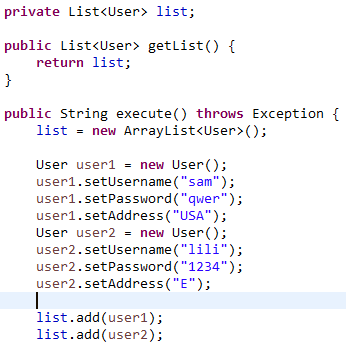 private List<User> list;
public List<User> getList() {
return list;
}
public String execute() throws Exception {
list = new ArrayList<User>();
User user1 = new User();
user1.setUsername("sam");
user1.setPassword("qwer");
user1.setAddress("USA");
User user2 = new User();
user2.setUsername("lili");
user2.setPassword("1234");
user2.setAddress("E");
list.add(user1);
list.add(user2);